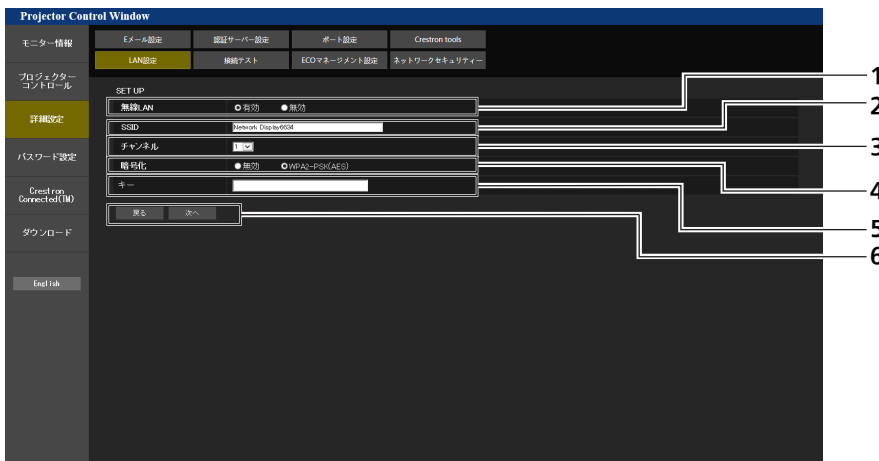 Projector Control Window
モニター情報
プロジェクター
コントロール
詳細設定
パスワード設定
Crestron
Connected(TM)
ダウンロード
English
Eメール設定 認証サーバー設定 ポート設定 Crestron tools
LAN設定 接続テスト ECOマネージメント設定 ネットワークセキュリティー
SET UP
無線LAN 有効 無効
SSID Network Display6634
チャンネル 1
暗号化 無効 WPA2-PSK(AES)
キー
戻る 次へ
1
2
3
4
5
6